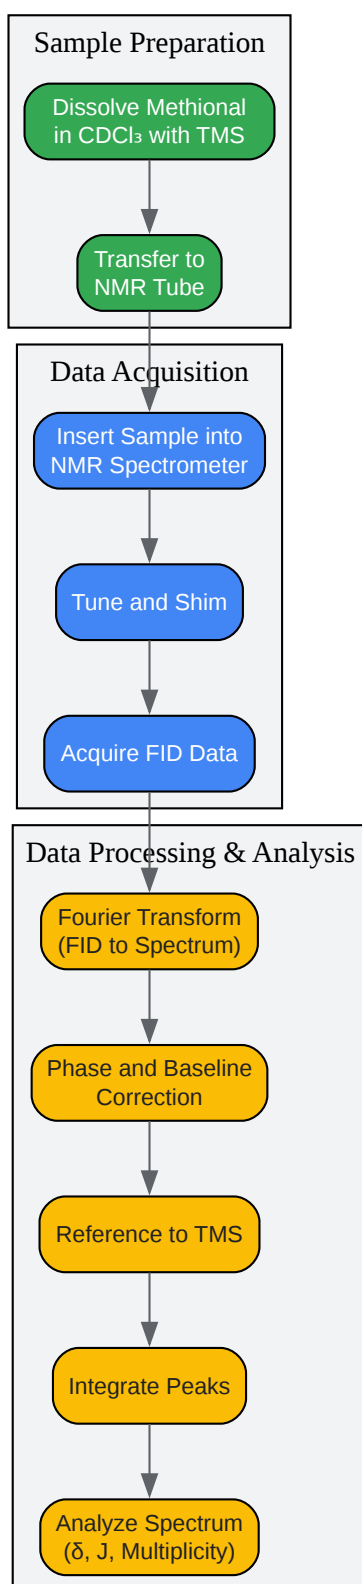 Sample Preparation
Dissolve Methional
in CDCl₃ with TMS
Transfer to
NMR Tube
Data Acquisition
Insert Sample into
NMR Spectrometer
Tune and Shim
Acquire FID Data
Data Processing & Analysis
Fourier Transform
(FID to Spectrum)
Phase and Baseline
Correction
Reference to TMS
Integrate Peaks
Analyze Spectrum
(δ, J, Multiplicity)